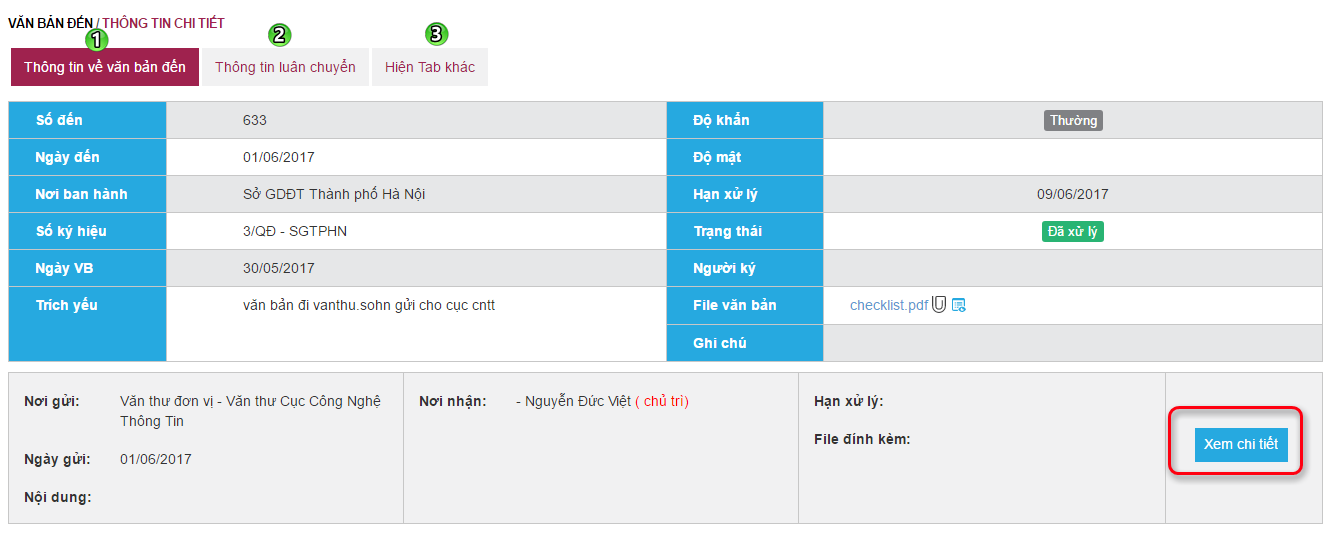 VĂN BẢN ĐẾN / THÔNG TIN CHI TIẾT
1 2 3
Thông tin về văn bản đến Thông tin luân chuyển Hiện Tab khác
Số đến 633 Độ khẩn Thường
Ngày đến 01/06/2017 Độ mật
Nơi ban hành Sở GDĐT Thành phố Hà Nội Hạn xử lý 09/06/2017
Số ký hiệu 3/QĐ - SGTPHN Trạng thái Đã xử lý
Ngày VB 30/05/2017 Người ký
Trích yếu văn bản đi vanthu.sohn gửi cho cục cntt File văn bản checklist.pdf
Ghi chú
Nơi gửi: Văn thư đơn vị - Văn thư Cục Công Nghệ Nơi nhận: - Nguyễn Đức Việt ( chủ trì) Hạn xử lý:
Thông Tin
File đính kèm: Xem chi tiết
Ngày gửi: 01/06/2017
Nội dung: